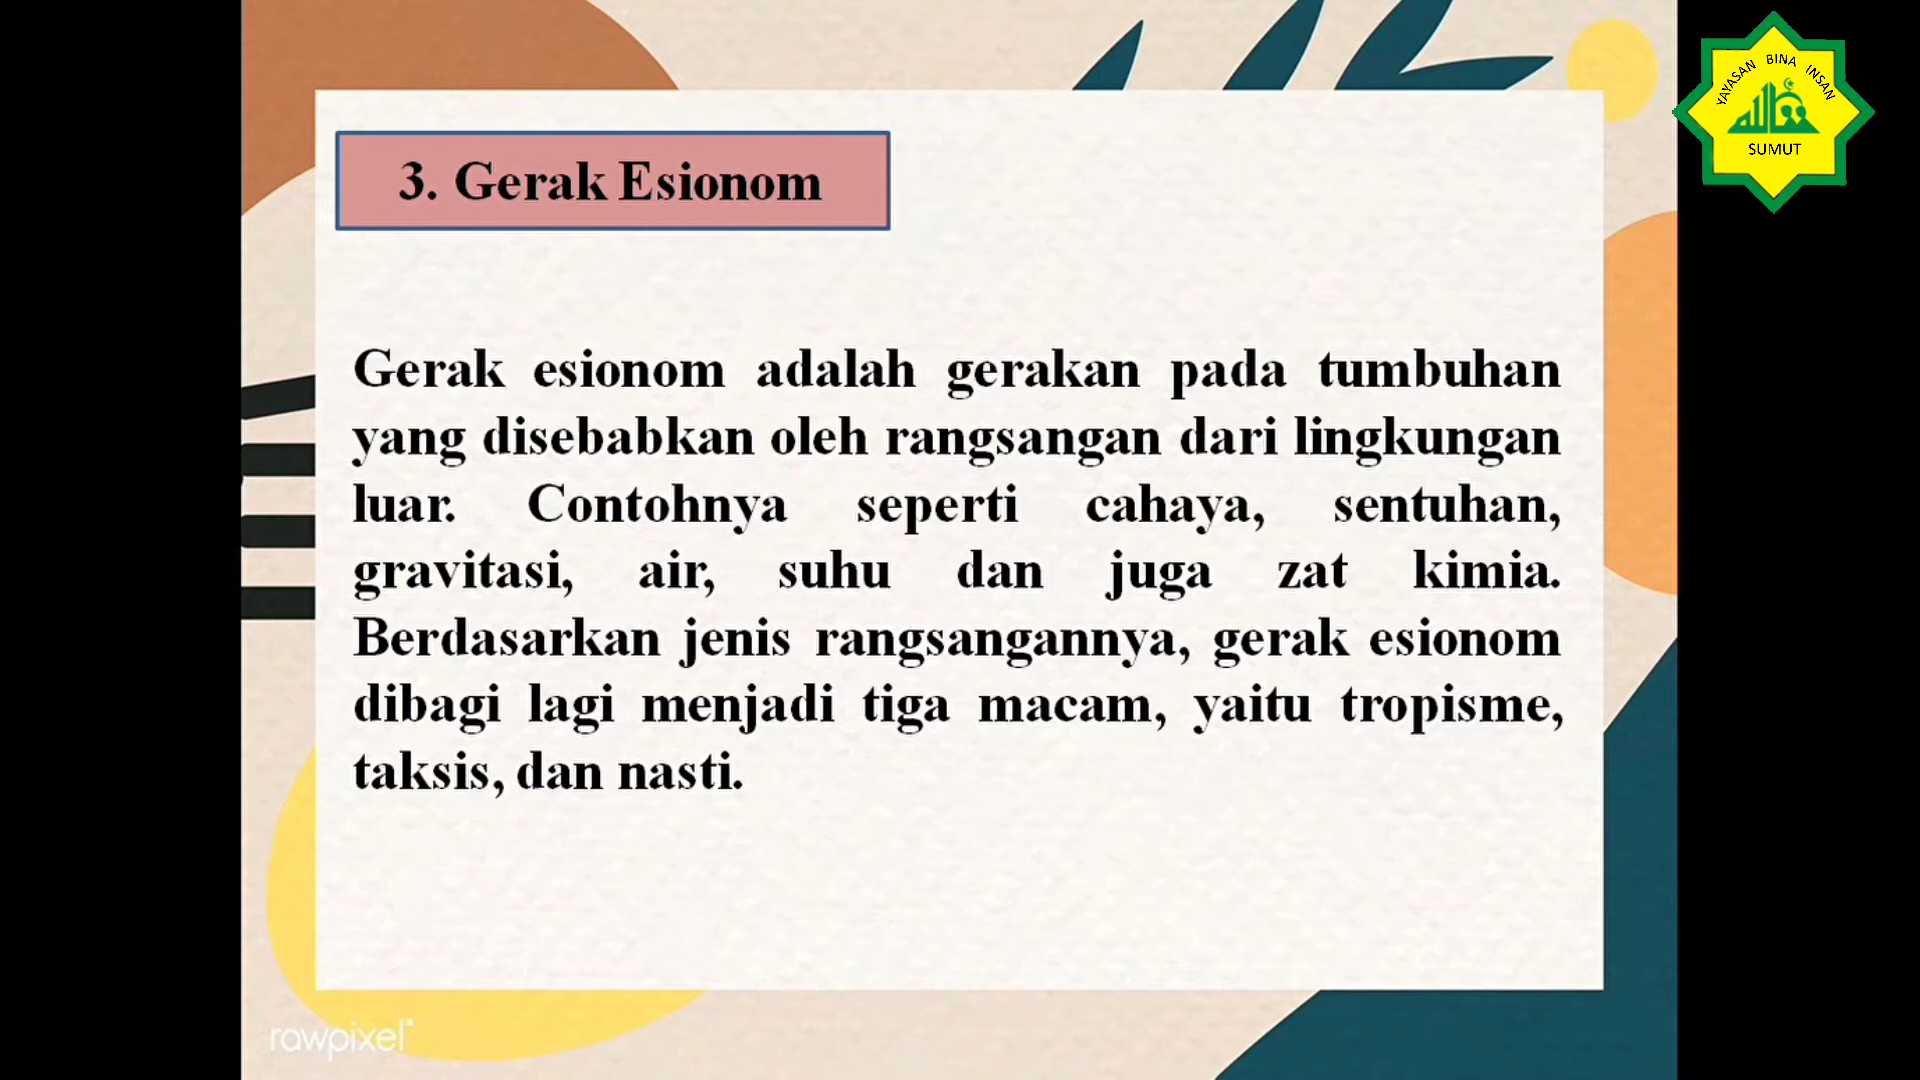 3. Gerak Esionom
Gerak esionom adalah gerakan pada tumbuhan
yang disebabkan oleh rangsangan dari lingkungan
luar. Contohnya seperti cahaya, sentuhan,
gravitasi, air, suhu dan juga zat kimia.
Berdasarkan jenis rangsangannya, gerak esionom
dibagi lagi menjadi tiga macam, yaitu tropisme,
taksis, dan nasti.
YAYASAN BINA INSAN
الله
SUMUT
rawpixel